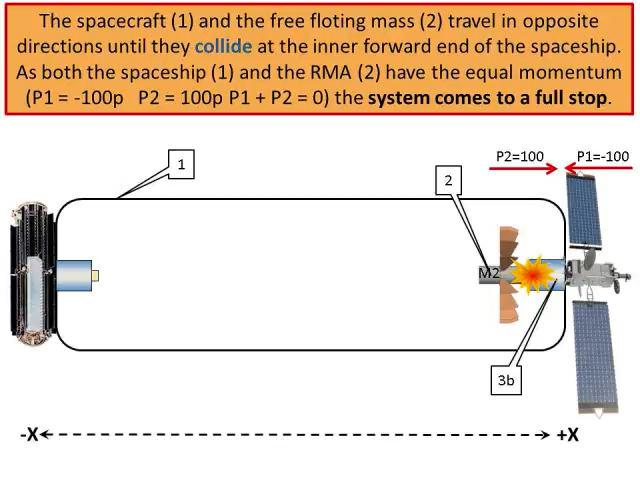 The spacecraft (1) and the free floting mass (2) travel in opposite
directions until they collide at the inner forward end of the spaceship.
As both the spaceship (1) and the RMA (2) have the equal momentum
(P1 = -100p P2 = 100p P1 + P2 = 0) the system comes to a full stop.
P2=100 P1=-100
1
2
M2
3b
-X +X